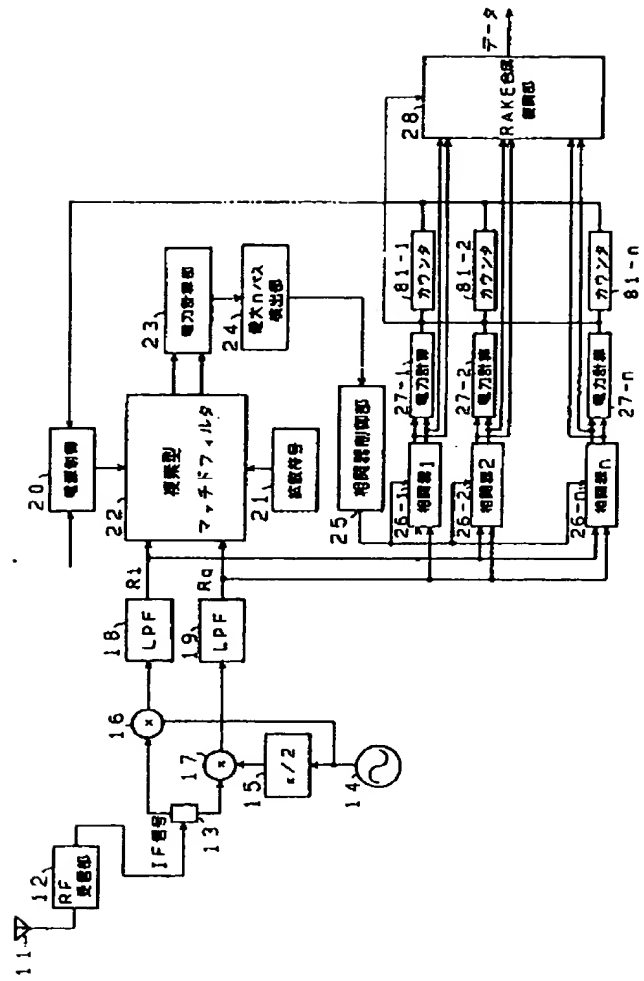 11
12
RF
受信部
IF信号
13
14
15
π/2
16
17
18
LPF
19
LPF
Ri
Rq
20
電源制御
21
拡散符号
22
複素型
マッチドフィルタ
23
電力計算部
24
最大nパス
検出部
25
相関器制御部
26-1
相関器1
26-2
相関器2
26-n
相関器n
27-1
電力計算
27-2
電力計算
27-n
電力計算
81-1
カウンタ
81-2
カウンタ
81-n
カウンタ
28
RAKE合成
復調部
データ